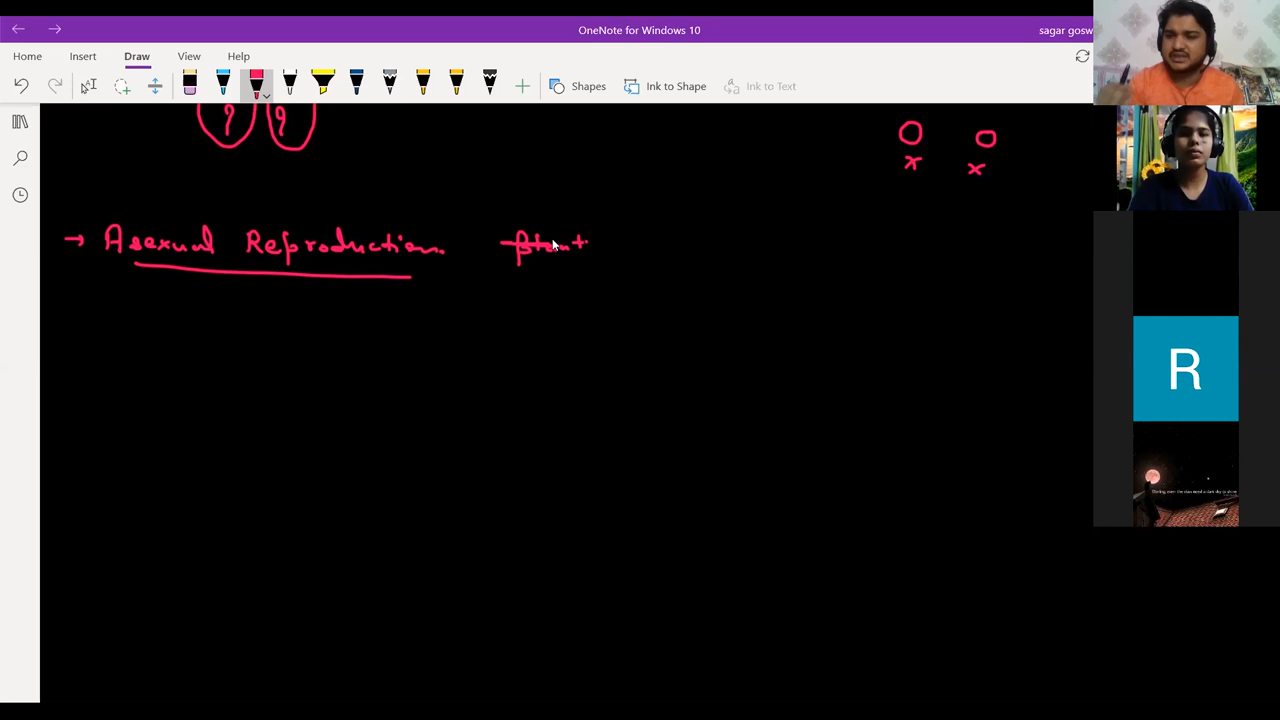 OneNote for Windows 10
sagar gosw
Home Insert Draw View Help
Shapes Ink to Shape Ink to Text
? ?
O O
x x
→ Asexual Reproduction. Plant
R